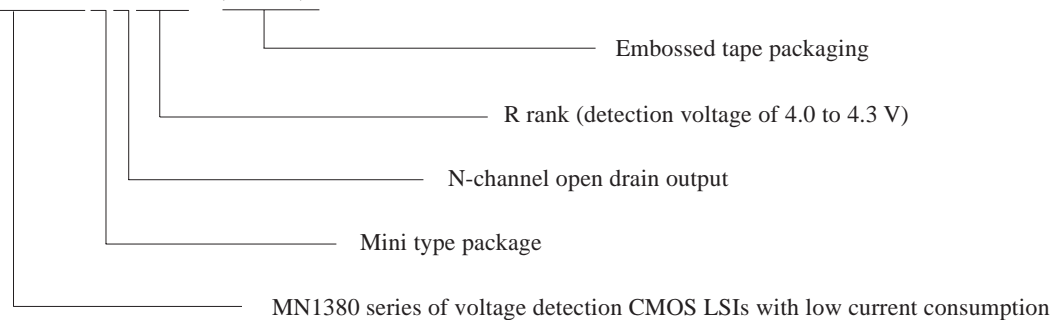 Embossed tape packaging
R rank (detection voltage of 4.0 to 4.3 V)
N-channel open drain output
Mini type package
MN1380 series of voltage detection CMOS LSIs with low current consumption